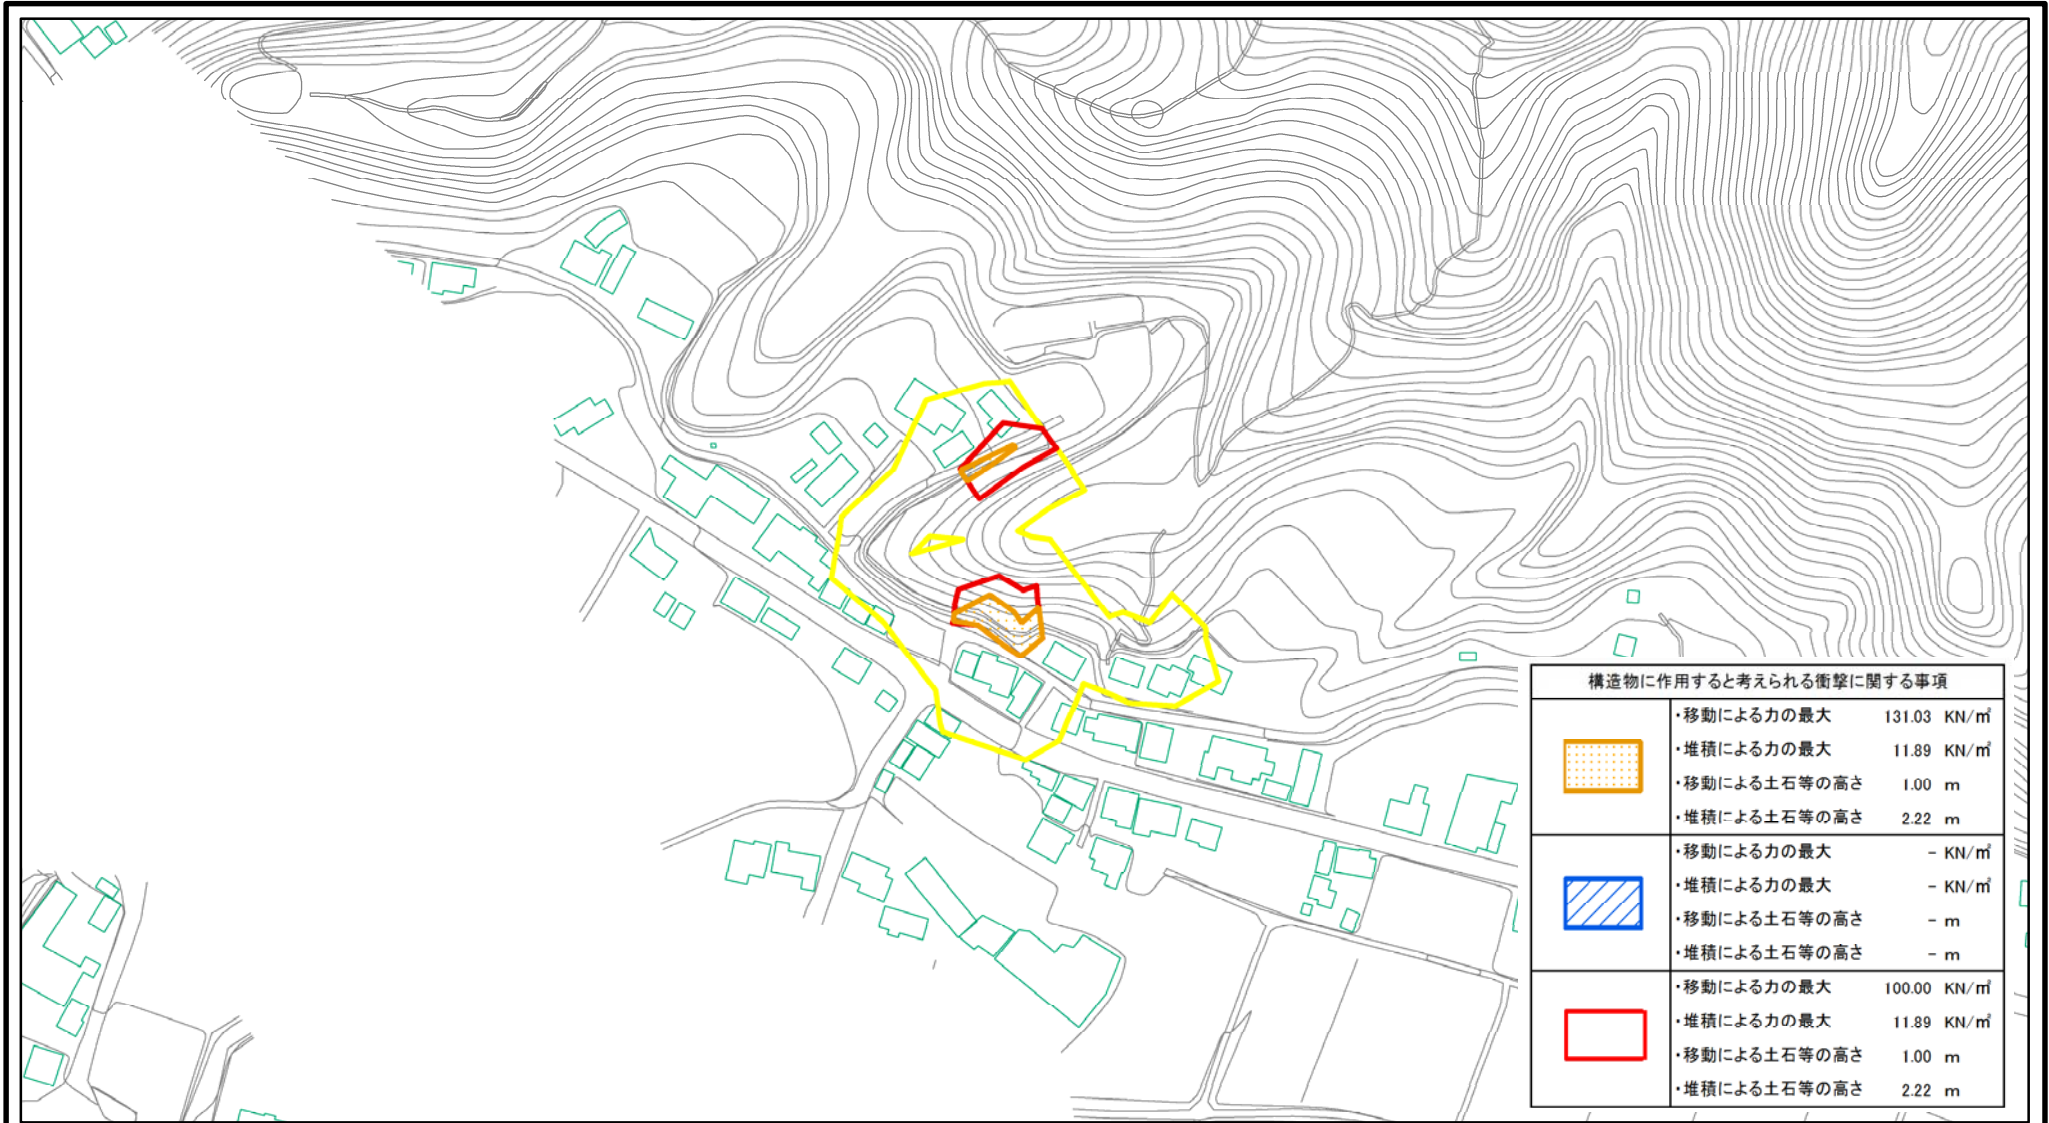 構造物に作用すると考えられる衝撃に関する事項
・移動による力の最大 131.03 KN/㎡
・堆積による力の最大 11.89 KN/㎡
・移動による土石等の高さ 1.00 m
・堆積による土石等の高さ 2.22 m
・移動による力の最大 - KN/㎡
・堆積による力の最大 - KN/㎡
・移動による土石等の高さ - m
・堆積による土石等の高さ - m
・移動による力の最大 100.00 KN/㎡
・堆積による力の最大 11.89 KN/㎡
・移動による土石等の高さ 1.00 m
・堆積による土石等の高さ 2.22 m